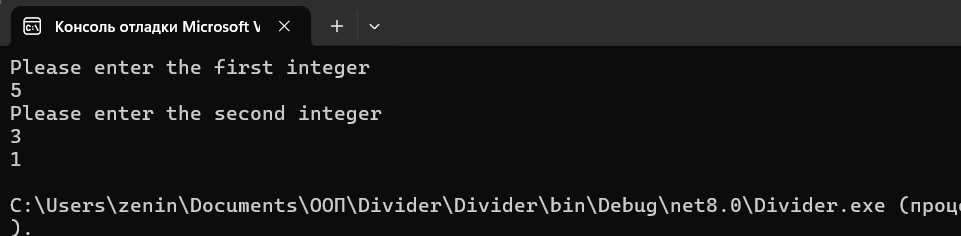 Консоль отладки Microsoft V
Please enter the first integer
5
Please enter the second integer
3
1
C:\Users\zenin\Documents\ООП\Divider\Divider\bin\Debug\net8.0\Divider.exe (проце
).